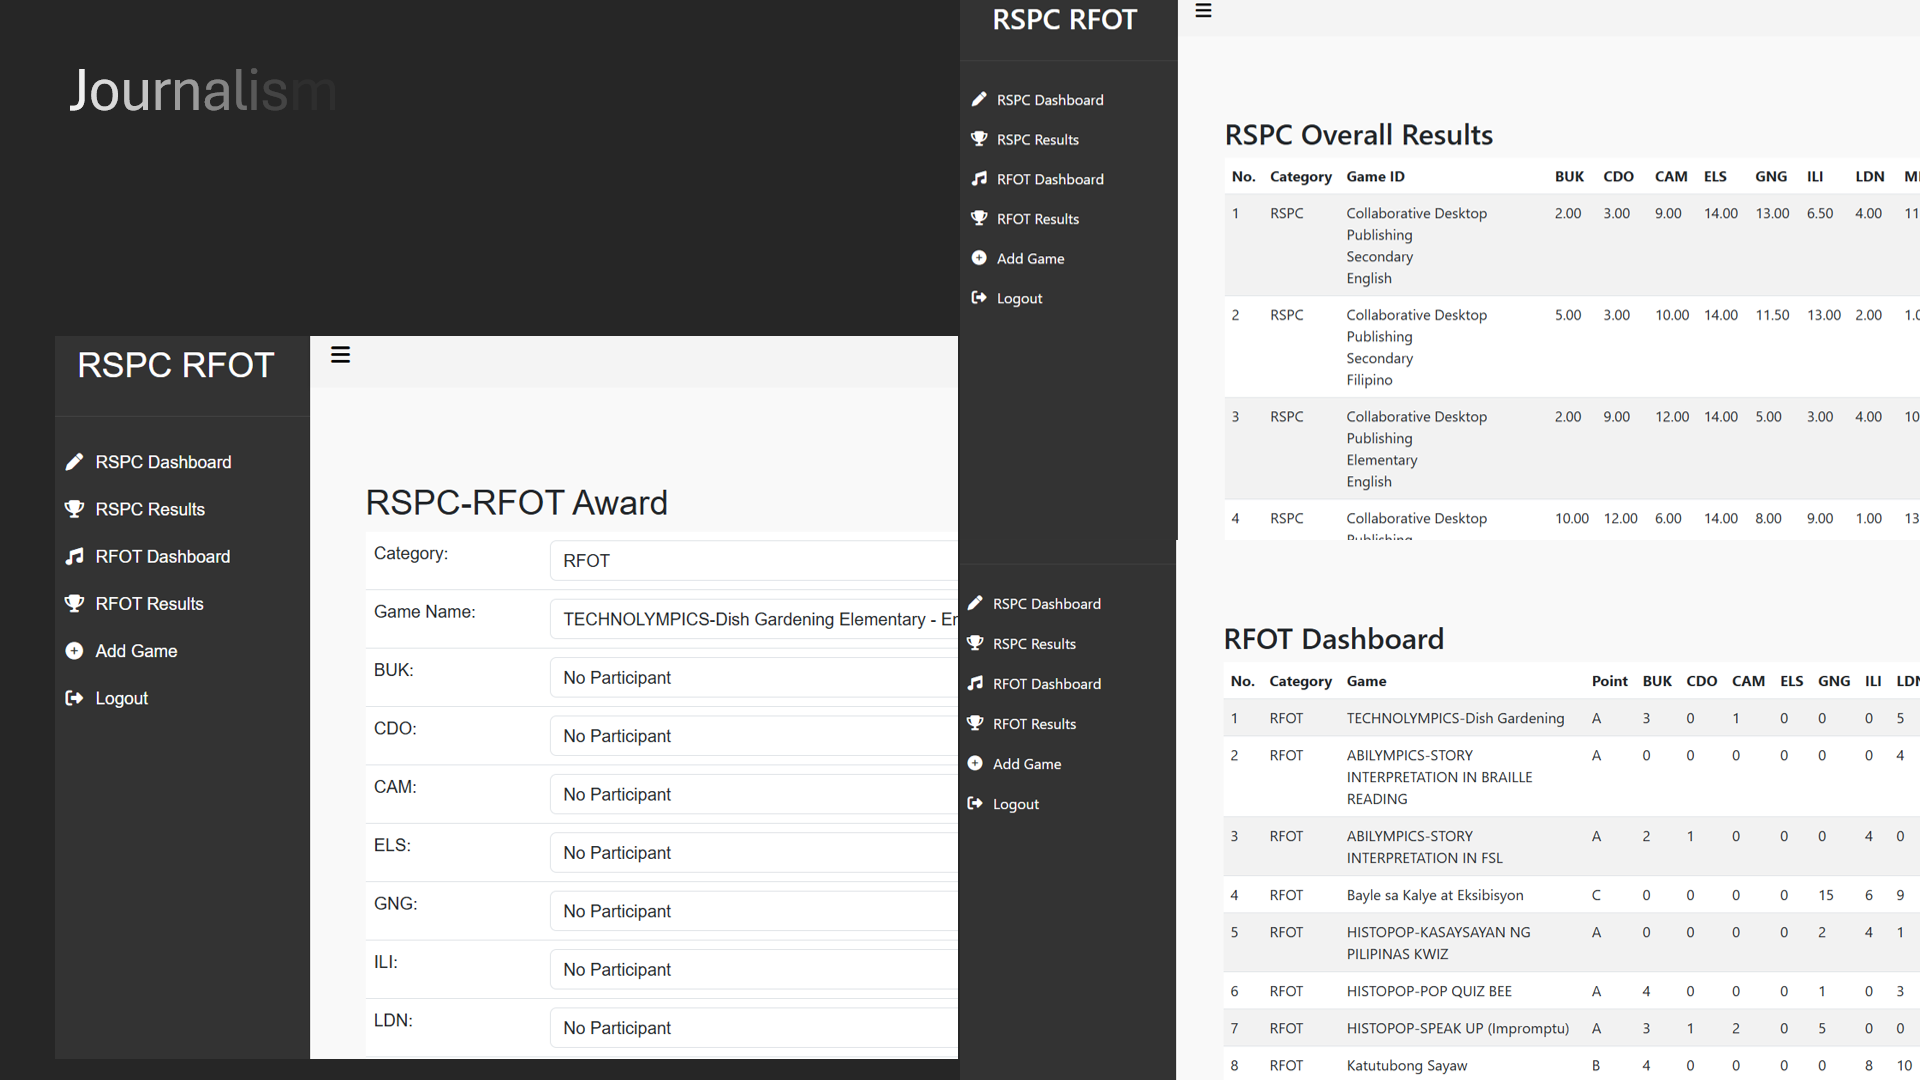 Journalism
RSPC RFOT
RSPC Dashboard
RSPC Results
RFOT Dashboard
RFOT Results
Add Game
Logout
RSPC-RFOT Award
Category: RFOT
Game Name: TECHNOLYMPICS-Dish Gardening Elementary -
BUK: No Participant
CDO: No Participant
CAM: No Participant
ELS: No Participant
GNG: No Participant
ILI: No Participant
LDN: No Participant
RSPC RFOT
RSPC Dashboard
RSPC Results
RFOT Dashboard
RFOT Results
Add Game
Logout
RSPC Overall Results
No. Category Game ID BUK CDO CAM ELS GNG ILI LDN
1 RSPC Collaborative Desktop 2.00 3.00 9.00 14.00 13.00 6.50 4.00
Publishing
Secondary
English
2 RSPC Collaborative Desktop 5.00 3.00 10.00 14.00 11.50 13.00 2.00
Publishing
Secondary
Filipino
3 RSPC Collaborative Desktop 2.00 9.00 12.00 14.00 5.00 3.00 4.00
Publishing
Elementary
English
4 RSPC Collaborative Desktop 10.00 12.00 6.00 14.00 8.00 9.00 1.00
Publishing
RSPC Dashboard
RSPC Results
RFOT Dashboard
RFOT Results
Add Game
Logout
RFOT Dashboard
No. Category Game Point BUK CDO CAM ELS GNG ILI LDN
1 RFOT TECHNOLYMPICS-Dish Gardening A 3 0 1 0 0 0 5
2 RFOT ABILYMPICS-STORY A 0 0 0 0 0 0 4
INTERPRETATION IN BRAILLE
READING
3 RFOT ABILYMPICS-STORY A 2 1 0 0 0 4 0
INTERPRETATION IN FSL
4 RFOT Bayle sa Kalye at Eksibisyon C 0 0 0 0 15 6 9
5 RFOT HISTOPOP-KASAYSAYAN NG A 0 0 0 0 2 4 1
PILIPINAS KWIZ
6 RFOT HISTOPOP-POP QUIZ BEE A 4 0 0 0 1 0 3
7 RFOT HISTOPOP-SPEAK UP (Impromptu) A 3 1 2 0 5 0 0
8 RFOT Katutubong Sayaw B 4 0 0 0 0 8 10